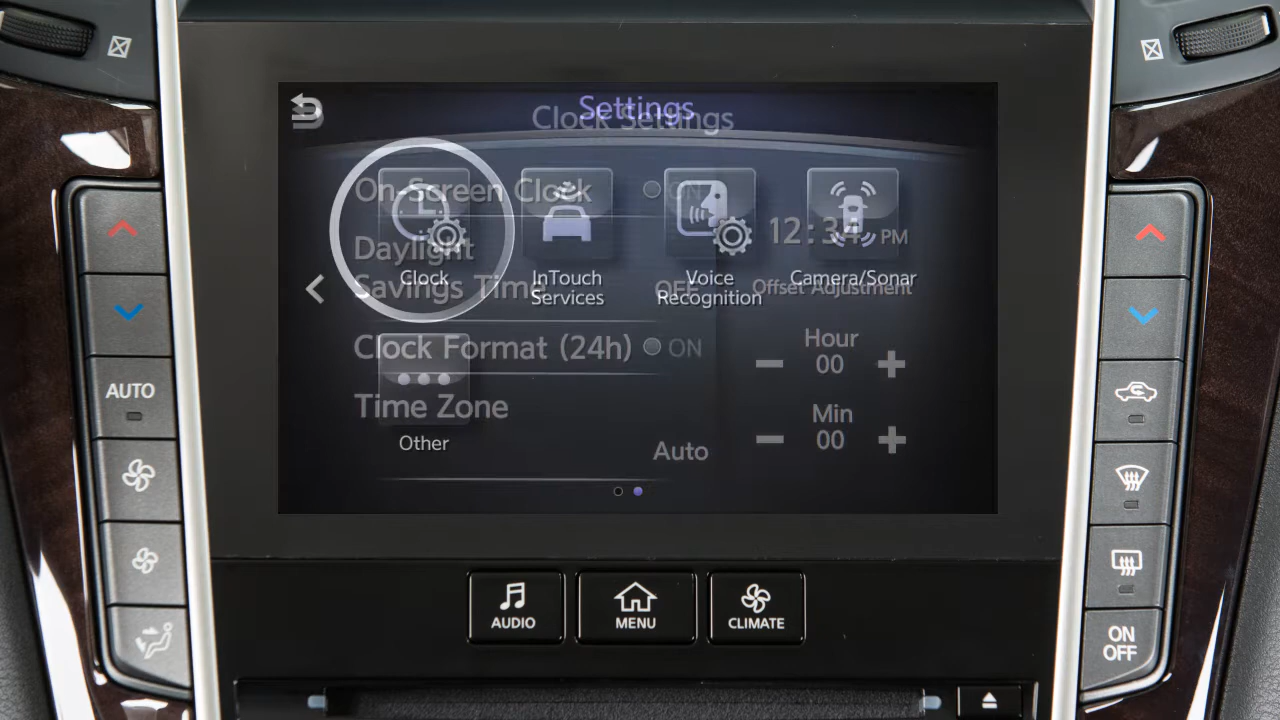 Settings
Clock Settings
On-Screen Clock
ON
12:34 PM
Daylight
Savings Time
OFF
Offset Adjustment
Clock
InTouch
Services
Voice
Recognition
Camera/Sonar
Clock Format (24h)
ON
Hour
00
Time Zone
Auto
Min
00
Other
AUTO
AUDIO
MENU
CLIMATE
ON
OFF